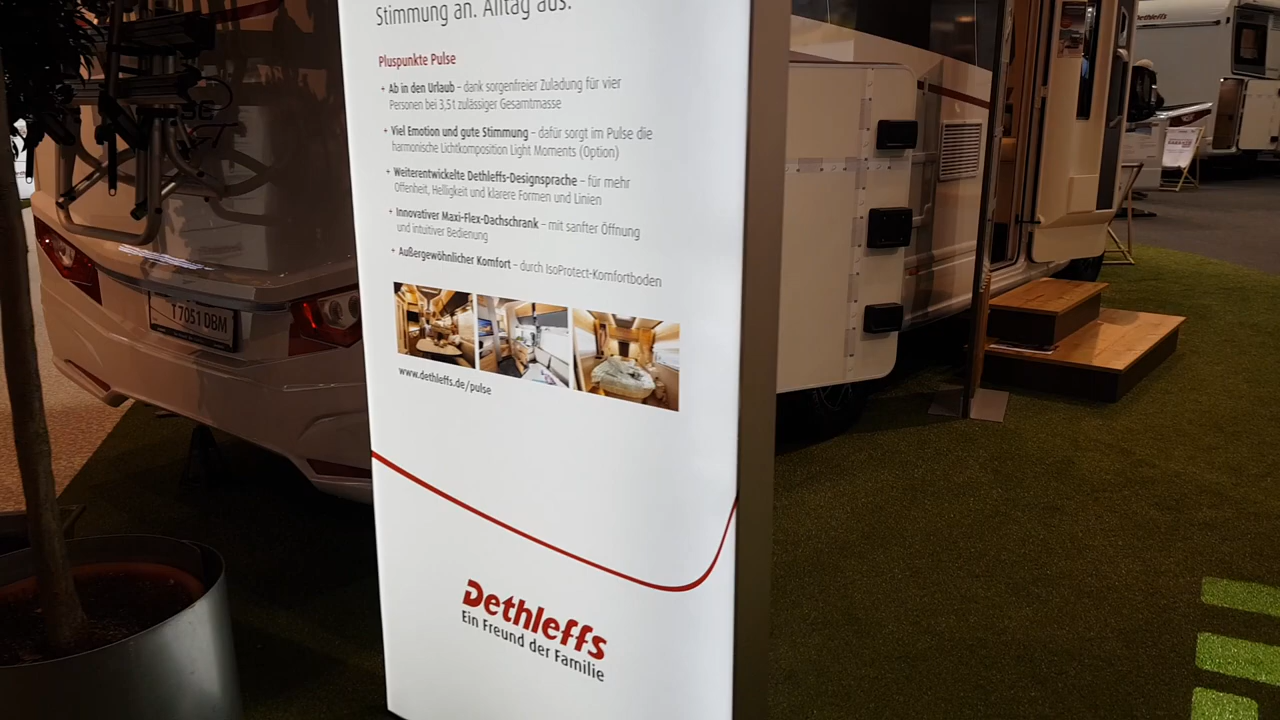 Stimmung an. Alltag aus.
Pluspunkte Pulse
+ Ab in den Urlaub – dank sorgenfreier Zuladung für vier
Personen bei 3,5 t zulässiger Gesamtmasse
+ Viel Emotion und gute Stimmung – dafür sorgt im Pulse die
harmonische Lichtkomposition Light Moments (Option)
+ Weiterentwickelte Dethleffs-Designsprache – für mehr
Offenheit, Helligkeit und klarere Formen und Linien
+ Innovativer Maxi-Flex-Dachschrank – mit sanfter Öffnung
und intuitiver Bedienung
+ Außergewöhnlicher Komfort – durch IsoProtect-Komfortboden
www.dethleffs.de/pulse
Dethleffs
Ein Freund der Familie
T 7051 DBM
Dethleffs